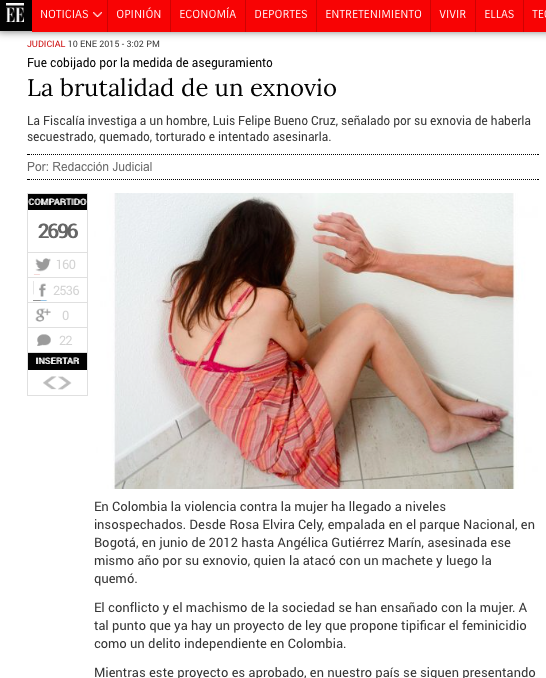 EE NOTICIAS OPINIÓN ECONOMÍA DEPORTES ENTRETENIMIENTO VIVIR ELLAS TEC
JUDICIAL 10 ENE 2015 - 3:02 PM
Fue cobijado por la medida de aseguramiento
La brutalidad de un exnovio
La Fiscalía investiga a un hombre, Luis Felipe Bueno Cruz, señalado por su exnovia de haberla
secuestrado, quemado, torturado e intentado asesinarla.
Por: Redacción Judicial
COMPARTIDO
2696
160
f 2536
g+ 0
22
INSERTAR
En Colombia la violencia contra la mujer ha llegado a niveles
insospechados. Desde Rosa Elvira Cely, empalada en el parque Nacional, en
Bogotá, en junio de 2012 hasta Angélica Gutiérrez Marín, asesinada ese
mismo año por su exnovio, quien la atacó con un machete y luego la
quemó.
El conflicto y el machismo de la sociedad se han ensañado con la mujer. A
tal punto que ya hay un proyecto de ley que propone tipificar el feminicidio
como un delito independiente en Colombia.
Mientras este proyecto es aprobado, en nuestro país se siguen presentando